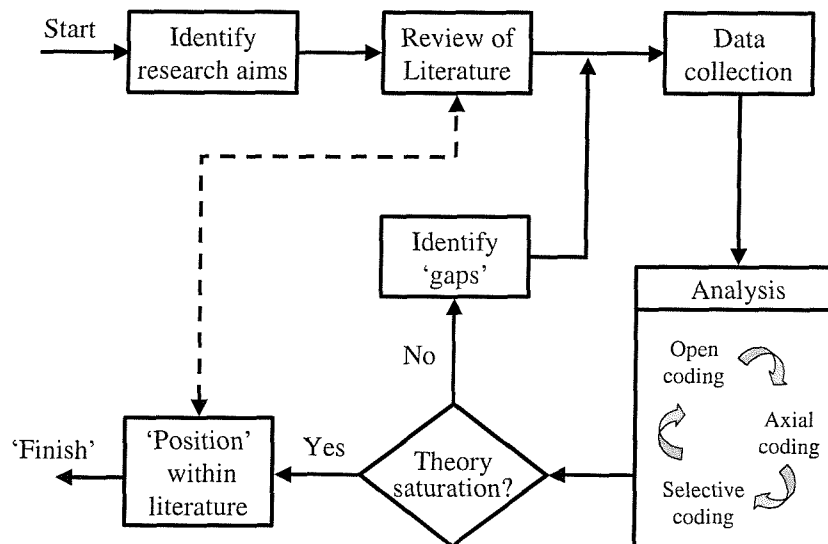 Start
Identify
research aims
Review of
Literature
Data
collection
Identify
‘gaps’
Analysis
Open
coding
Axial
coding
Selective
coding
No
Theory
saturation?
Yes
‘Position’
within
literature
‘Finish’